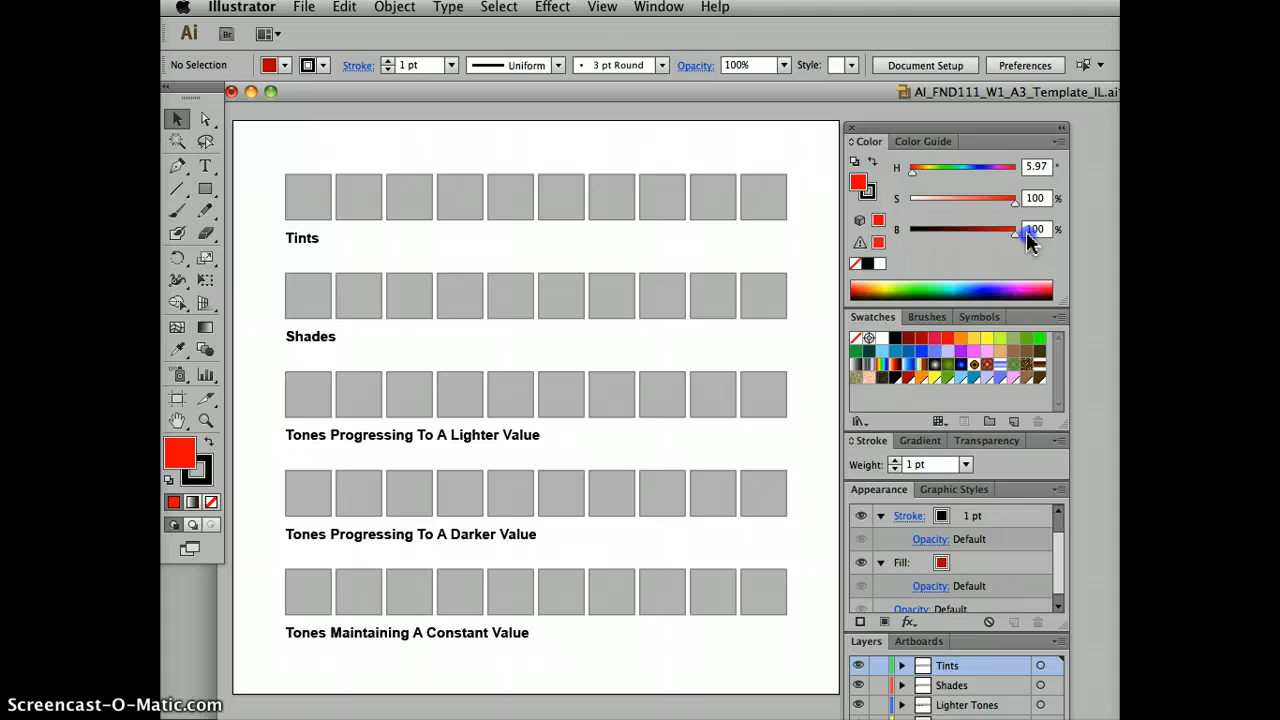 Illustrator File Edit Object Type Select Effect View Window Help
Ai Br
No Selection Stroke: 1 pt Uniform 3 pt Round Opacity: 100% Style: Document Setup Preferences
AI_FND111_W1_A3_Template_IL.ai
Color Color Guide
H 5.97 °
S 100 %
B 100 %
Tints
Shades
Tones Progressing To A Lighter Value
Tones Progressing To A Darker Value
Tones Maintaining A Constant Value
Swatches Brushes Symbols
Stroke Gradient Transparency
Weight: 1 pt
Appearance Graphic Styles
Stroke: 1 pt
Opacity: Default
Fill:
Opacity: Default
Opacity: Default
fx
Layers Artboards
Tints
Shades
Lighter Tones
Screencast-O-Matic.com